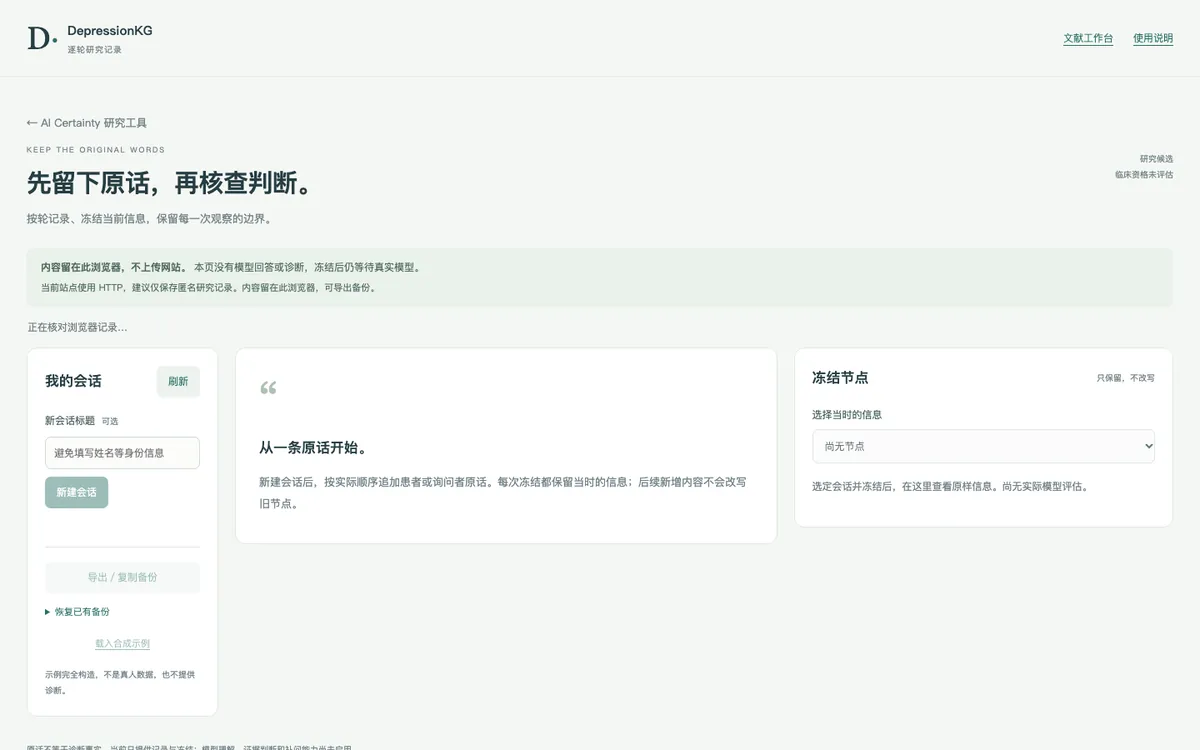 D.
DepressionKG
逐轮研究记录
文献工作台
使用说明
← AI Certainty 研究工具
KEEP THE ORIGINAL WORDS
先留下原话，再核查判断。
按轮记录、冻结当前信息，保留每一次观察的边界。
研究候选
临床资格未评估
内容留在此浏览器，不上传网站。 本页没有模型回答或诊断，冻结后仍等待真实模型。
当前站点使用 HTTP，建议仅保存匿名研究记录。内容留在此浏览器，可导出备份。
正在核对浏览器记录…
我的会话
刷新
新会话标题 可选
避免填写姓名等身份信息
新建会话
导出 / 复制备份
恢复已有备份
载入合成示例
示例完全构造，不是真人数据，也不提供
诊断。
“
从一条原话开始。
新建会话后，按实际顺序追加患者或询问者原话。每次冻结都保留当时的信息；后续新增内容不会改写
旧节点。
冻结节点
只保留，不改写
选择当时的信息
尚无节点
选定会话并冻结后，在这里查看原样信息。尚无实际模型评估。